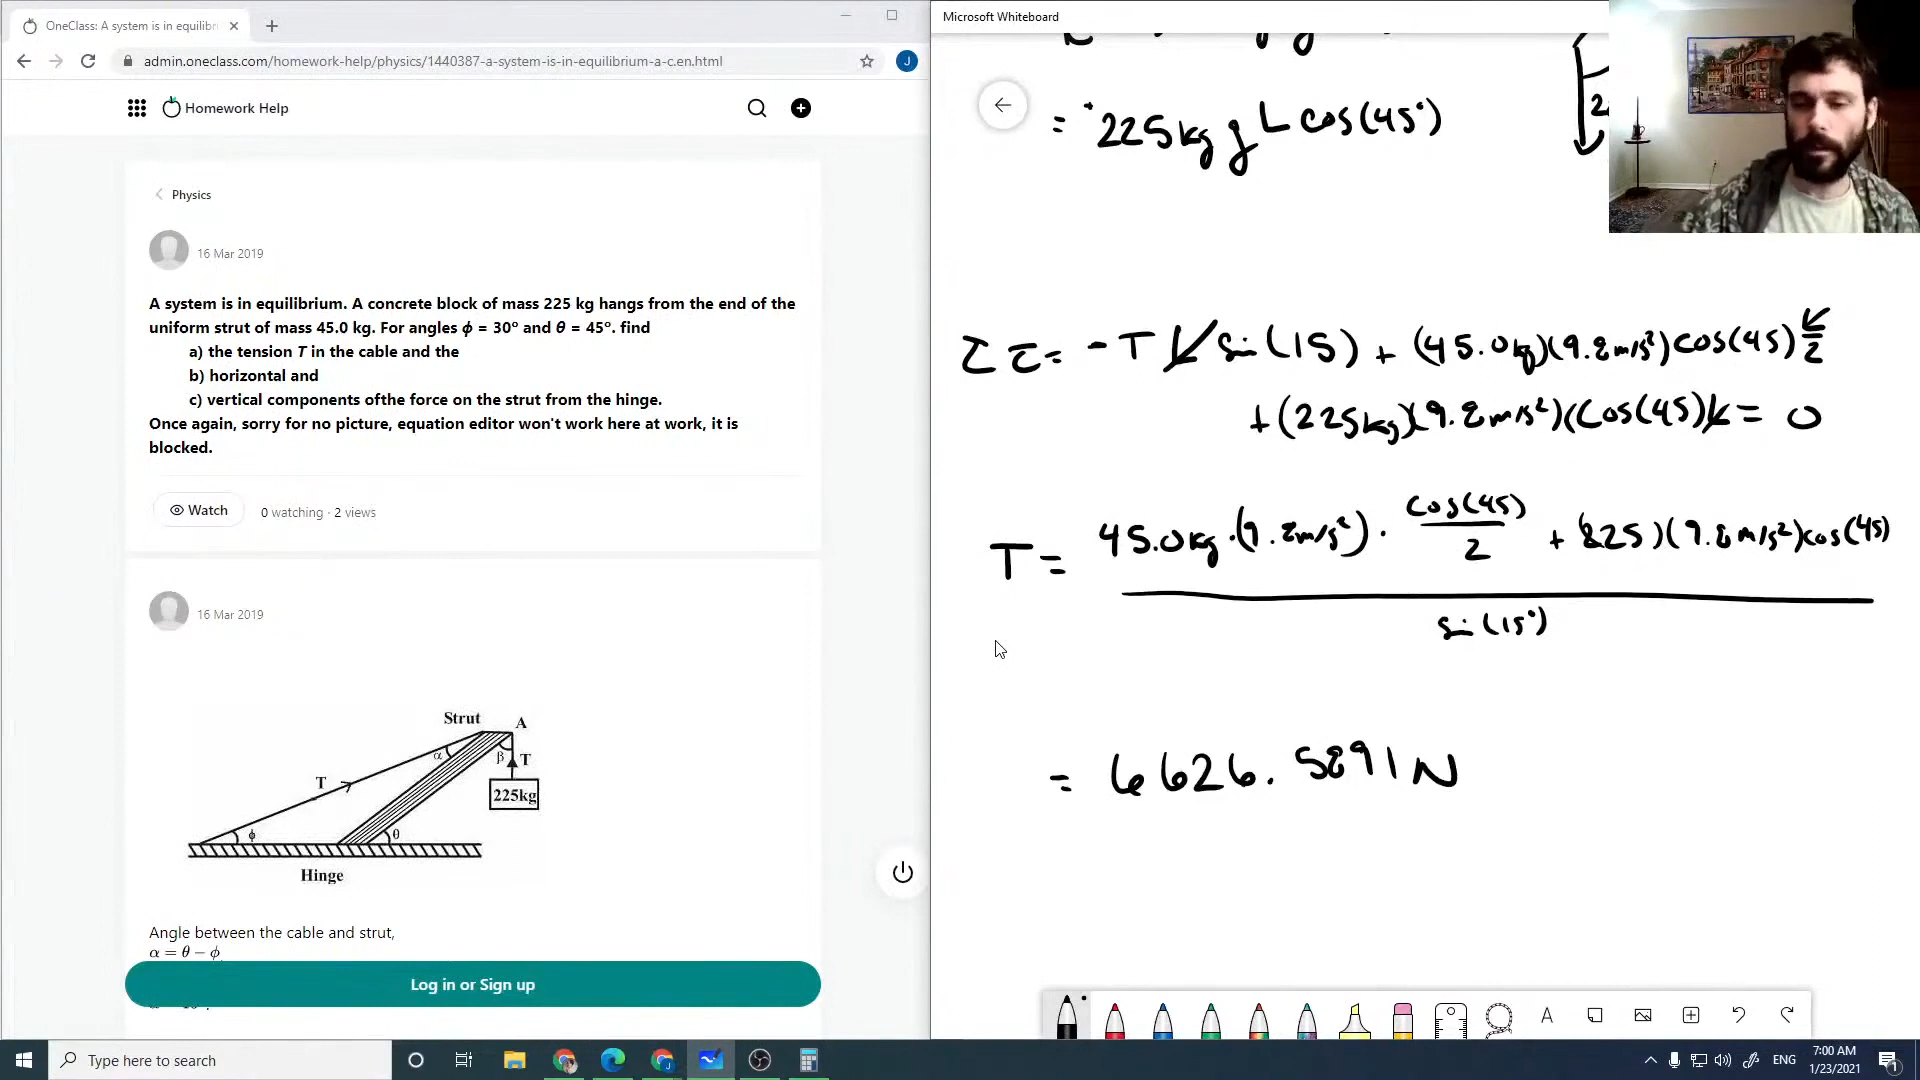 OneClass: A system is in equilibri
admin.oneclass.com/homework-help/physics/1440387-a-system-is-in-equilibrium-a-c.en.html
J
Homework Help
Physics
16 Mar 2019
A system is in equilibrium. A concrete block of mass 225 kg hangs from the end of the
uniform strut of mass 45.0 kg. For angles ϕ = 30º and θ = 45º. find
a) the tension T in the cable and the
b) horizontal and
c) vertical components ofthe force on the strut from the hinge.
Once again, sorry for no picture, equation editor won't work here at work, it is
blocked.
Watch
0 watching · 2 views
16 Mar 2019
Strut A
α β T
T
225kg
ϕ θ
Hinge
Angle between the cable and strut,
α = θ − ϕ
Log in or Sign up
Microsoft Whiteboard
= 225kg g L cos(45°)
Στ = -T L sin(15) + (45.0kg)(9.8m/s²)cos(45) L/2
+(225kg)(9.8m/s²)(cos(45)L = 0
T = 45.0kg·(9.8m/s²)· cos(45)/2 + (225)(9.8m/s²)cos(45)
sin(15°)
= 6626.5891N
A
Type here to search
ENG
7:00 AM
1/23/2021
1